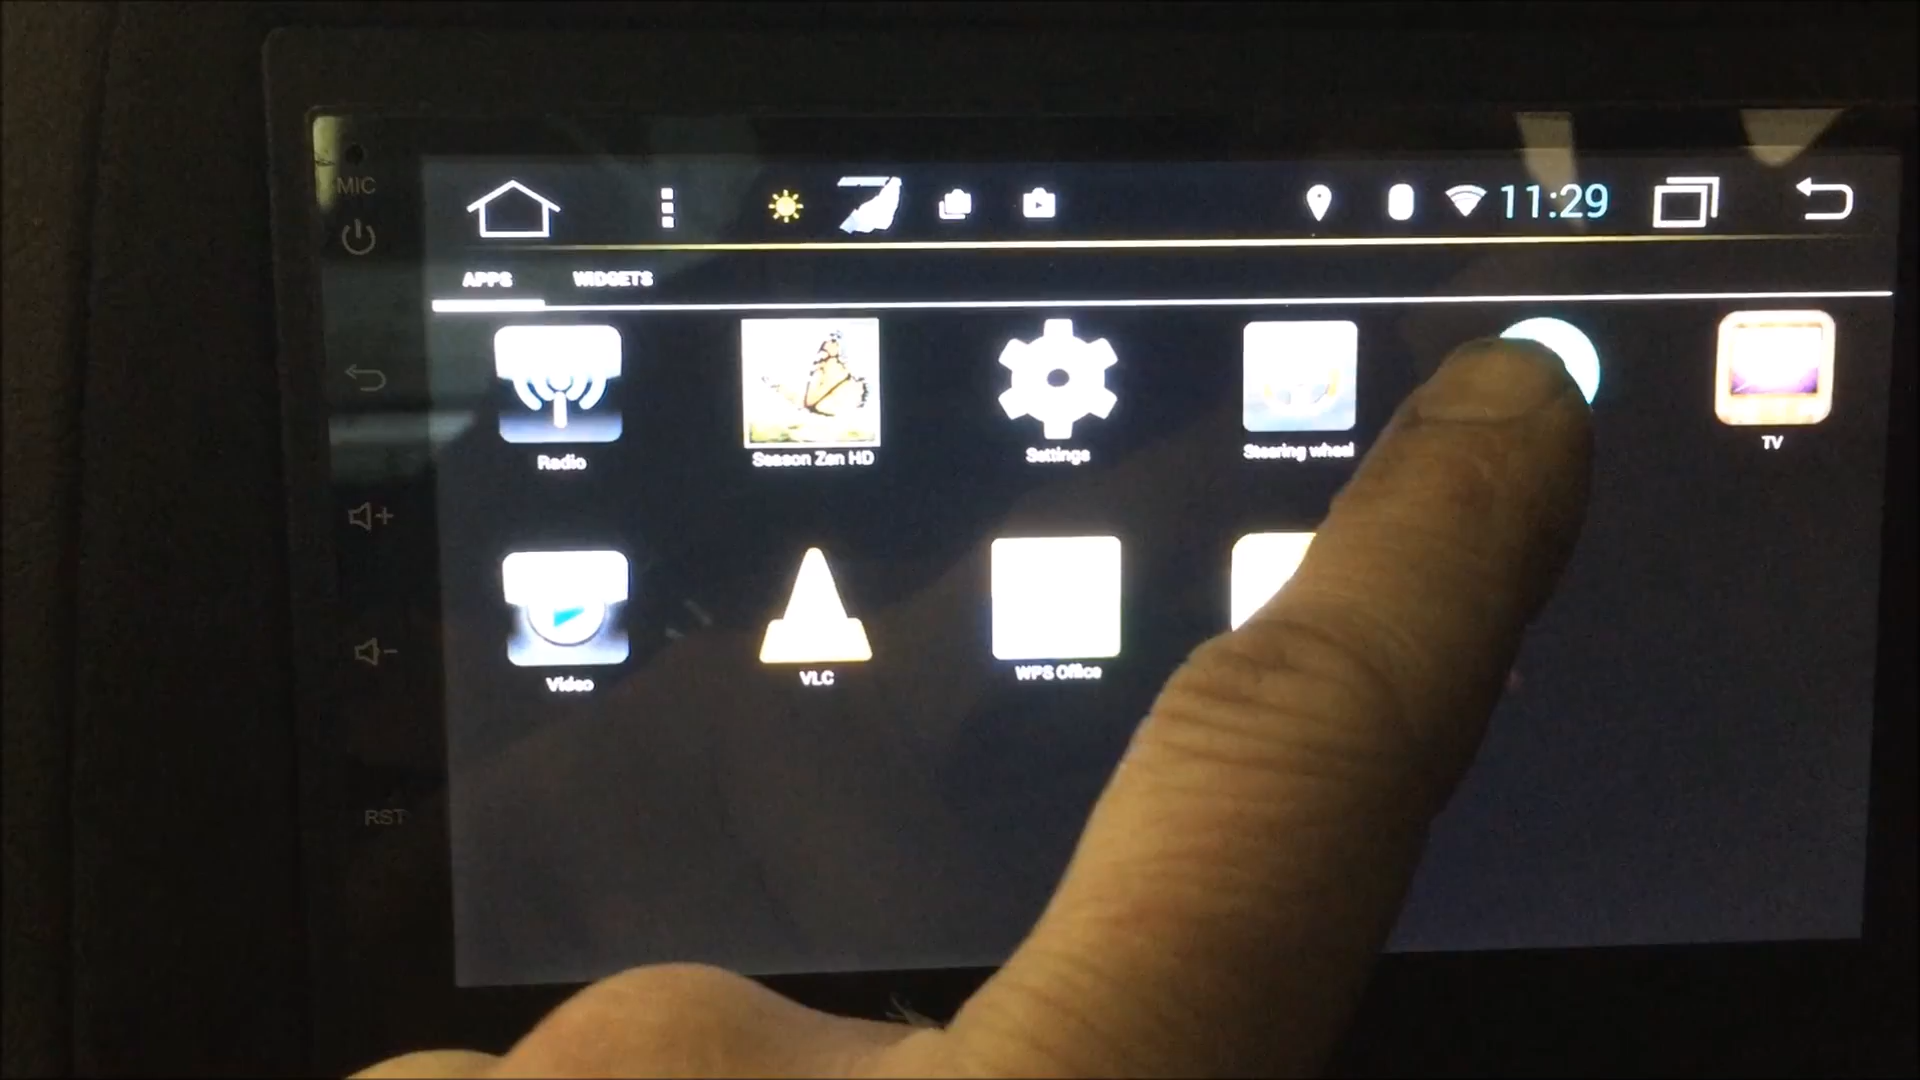 MIC
11:29
APPS WIDGETS
Radio Season Zen HD Settings Steering wheel TV
Video VLC WPS Office
RST